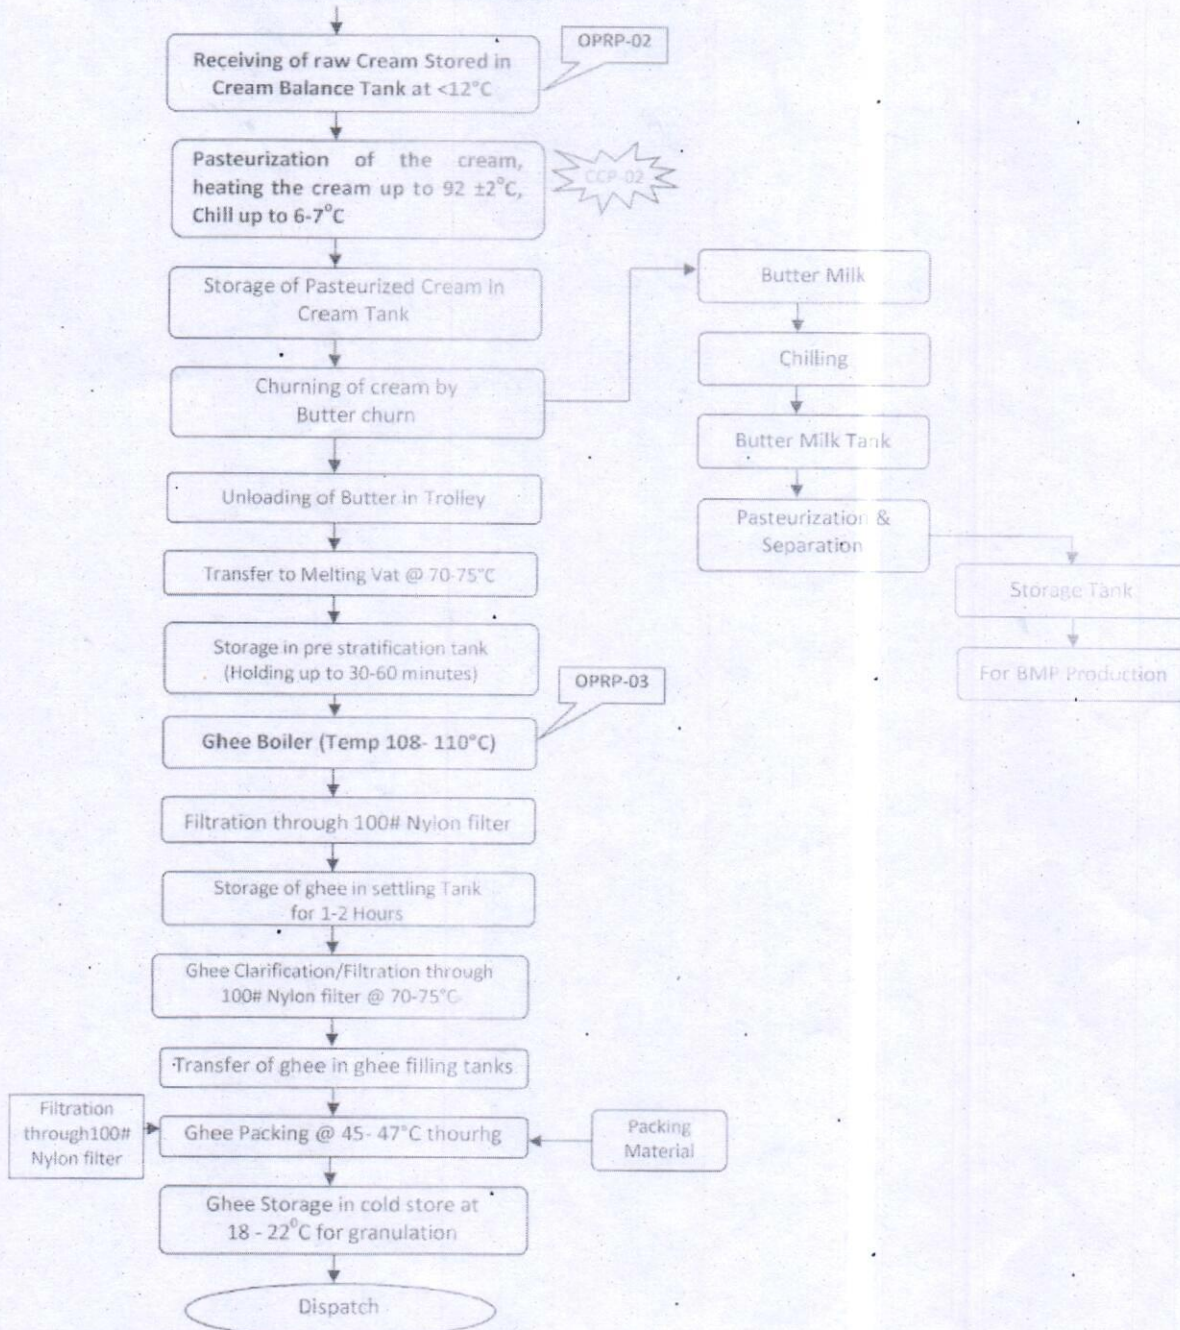 OPRP-02
Receiving of raw Cream Stored in
Cream Balance Tank at <12°C
Pasteurization of the cream,
heating the cream up to 92 ±2°C,
Chill up to 6-7°C
CCP-02
Storage of Pasteurized Cream in
Cream Tank
Churning of cream by
Butter churn
Butter Milk
Chilling
Butter Milk Tank
Pasteurization &
Separation
Storage Tank
For BMP Production
Unloading of Butter in Trolley
Transfer to Melting Vat @ 70-75°C
Storage in pre stratification tank
(Holding up to 30-60 minutes)
OPRP-03
Ghee Boiler (Temp 108- 110°C)
Filtration through 100# Nylon filter
Storage of ghee in settling Tank
for 1-2 Hours
Ghee Clarification/Filtration through
100# Nylon filter @ 70-75°C
Transfer of ghee in ghee filling tanks
Filtration
through100#
Nylon filter
Ghee Packing @ 45- 47°C thourhg
Packing
Material
Ghee Storage in cold store at
18 - 22°C for granulation
Dispatch